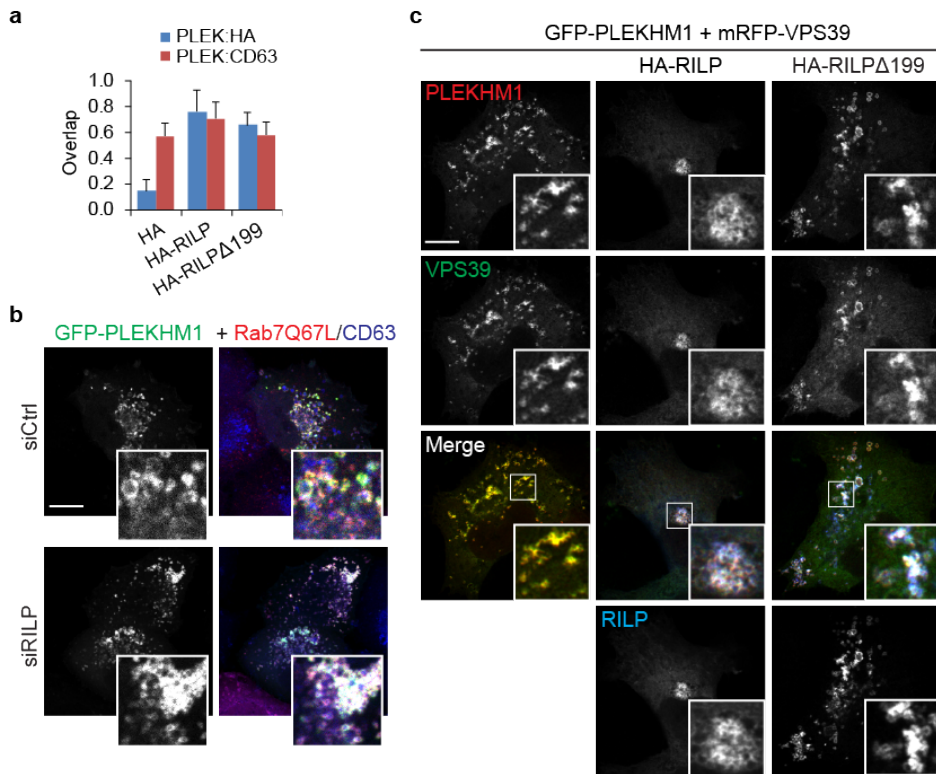 a
PLEK:HA
PLEK:CD63
Overlap
1.0
0.8
0.6
0.4
0.2
0.0
HA
HA-RILP
HA-RILPΔ199
b
GFP-PLEKHM1 + Rab7Q67L/CD63
siCtrl
siRILP
c
GFP-PLEKHM1 + mRFP-VPS39
HA-RILP
HA-RILPΔ199
PLEKHM1
VPS39
Merge
RILP